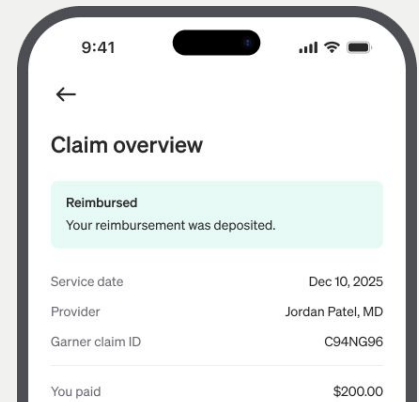 9:41
Claim overview
Reimbursed
Your reimbursement was deposited.
Service date Dec 10, 2025
Provider Jordan Patel, MD
Garner claim ID C94NG96
You paid $200.00